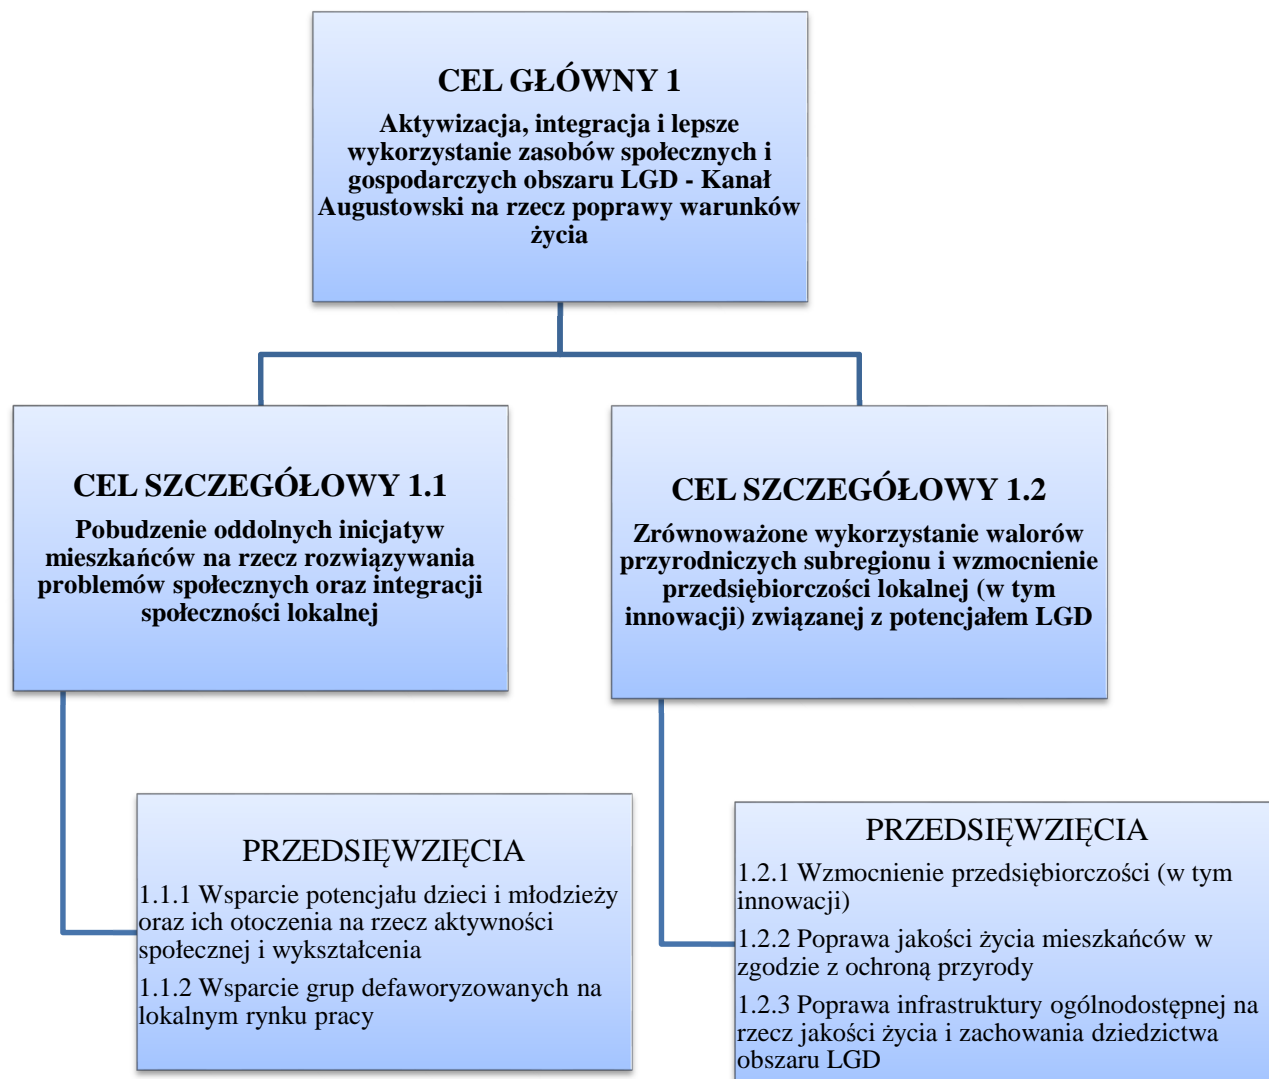 CEL GŁÓWNY 1
Aktywizacja, integracja i lepsze
wykorzystanie zasobów społecznych i
gospodarczych obszaru LGD - Kanał
Augustowski na rzecz poprawy warunków
życia
CEL SZCZEGÓŁOWY 1.1
Pobudzenie oddolnych inicjatyw
mieszkańców na rzecz rozwiązywania
problemów społecznych oraz integracji
społeczności lokalnej
CEL SZCZEGÓŁOWY 1.2
Zrównoważone wykorzystanie walorów
przyrodniczych subregionu i wzmocnienie
przedsiębiorczości lokalnej (w tym
innowacji) związanej z potencjałem LGD
PRZEDSIĘWZIĘCIA
1.1.1 Wsparcie potencjału dzieci i młodzieży
oraz ich otoczenia na rzecz aktywności
społecznej i wykształcenia
1.1.2 Wsparcie grup defaworyzowanych na
lokalnym rynku pracy
PRZEDSIĘWZIĘCIA
1.2.1 Wzmocnienie przedsiębiorczości (w tym
innowacji)
1.2.2 Poprawa jakości życia mieszkańców w
zgodzie z ochroną przyrody
1.2.3 Poprawa infrastruktury ogólnodostępnej na
rzecz jakości życia i zachowania dziedzictwa
obszaru LGD